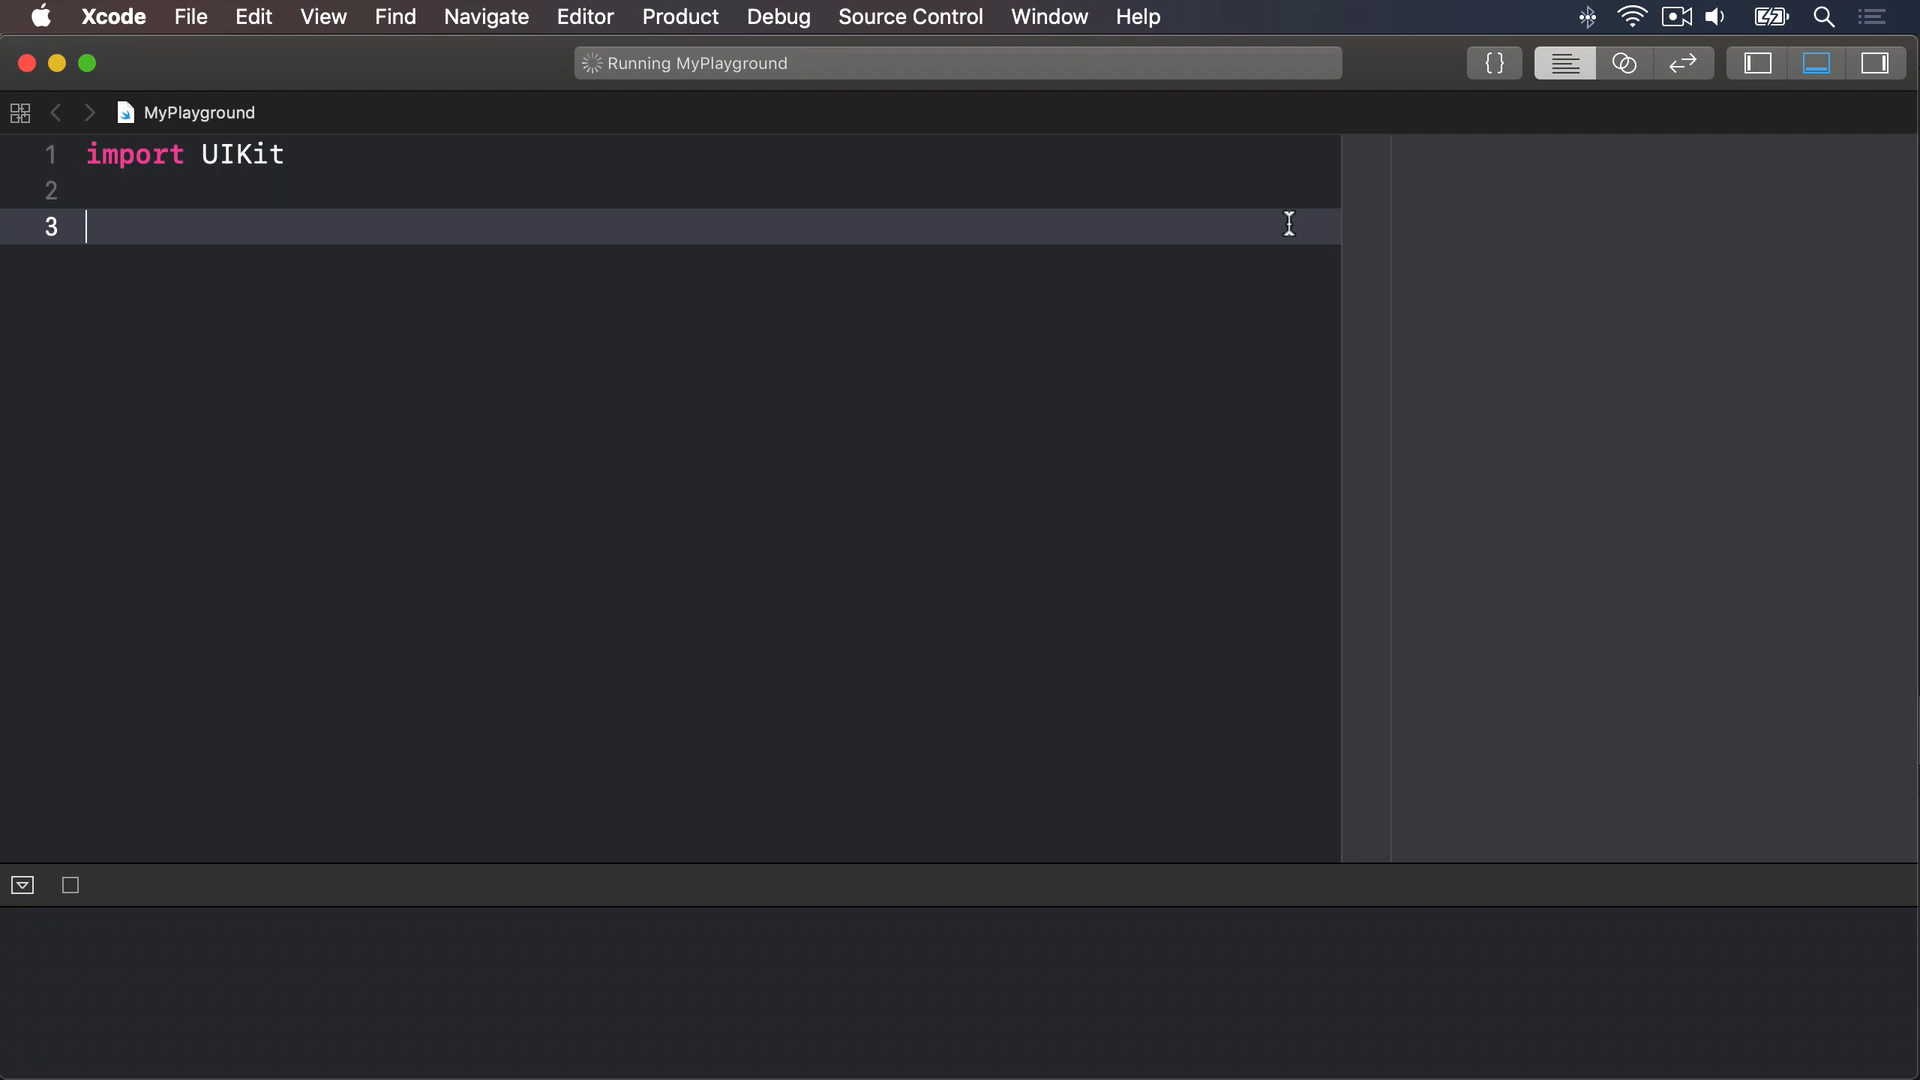 Xcode File Edit View Find Navigate Editor Product Debug Source Control Window Help
Running MyPlayground
{}
MyPlayground
1 import UIKit
2
3